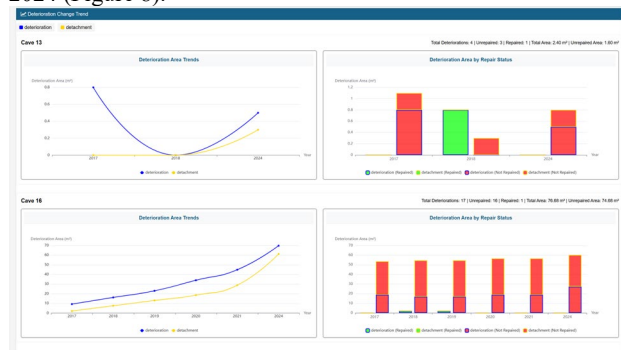 2024 (Figure 8).
Deterioration Change Trend
deterioration detachment
Cave 13
Total Deteriorations: 4 | Unrepaired: 3 | Repaired: 1 | Total Area: 2.40 m² | Unrepaired Area: 1.60 m²
Deterioration Area Trends
Deterioration Area by Repair Status
Deterioration Area (m²)
0.8
0.6
0.4
0.2
0
2017 2018 2024 Year
deterioration detachment
Deterioration Area (m²)
1.2
1
0.8
0.6
0.4
0.2
0
2017 2018 2024 Year
deterioration (Repaired) detachment (Repaired) deterioration (Not Repaired) detachment (Not Repaired)
Cave 16
Total Deteriorations: 17 | Unrepaired: 16 | Repaired: 1 | Total Area: 76.88 m² | Unrepaired Area: 74.88 m²
Deterioration Area Trends
Deterioration Area by Repair Status
Deterioration Area (m²)
70
60
50
40
30
20
10
0
2017 2018 2019 2020 2021 2024 Year
deterioration detachment
Deterioration Area (m²)
70
60
50
40
30
20
10
0
2017 2018 2019 2020 2021 2024 Year
deterioration (Repaired) detachment (Repaired) deterioration (Not Repaired) detachment (Not Repaired)